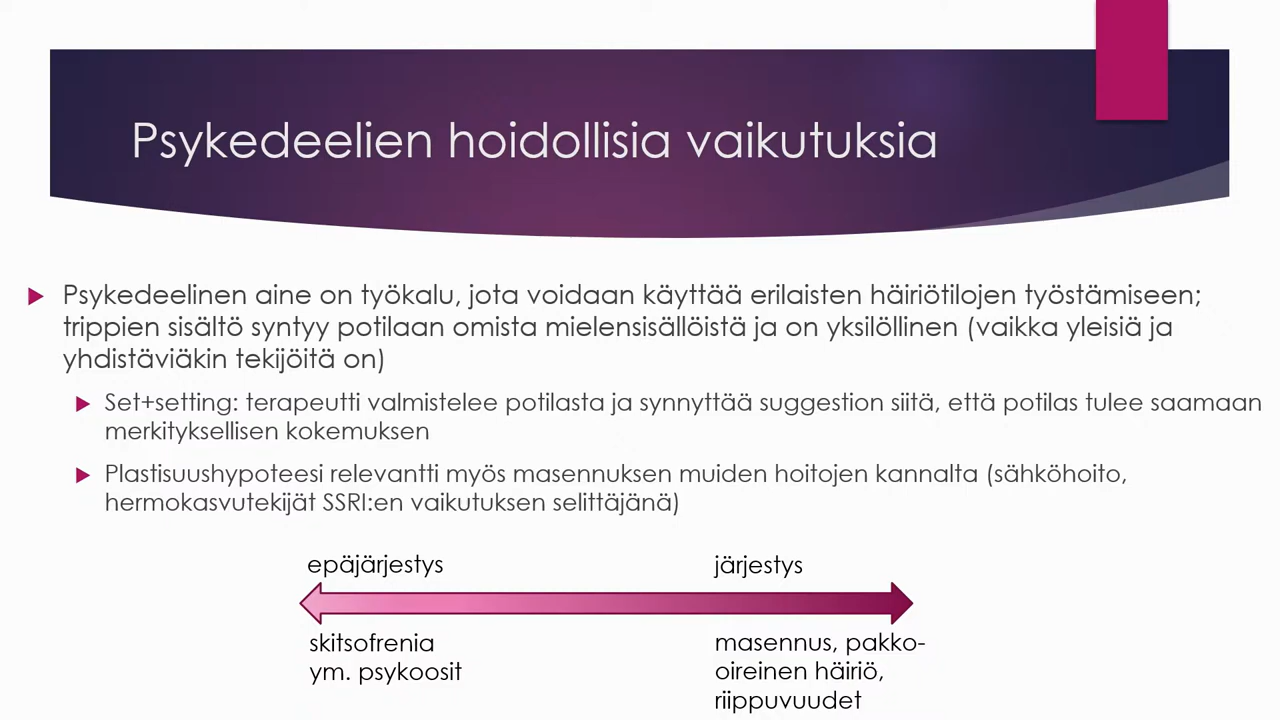 Psykedeelien hoidollisia vaikutuksia
Psykedeelinen aine on työkalu, jota voidaan käyttää erilaisten häiriötilojen työstämiseen;
trippien sisältö syntyy potilaan omista mielensisällöistä ja on yksilöllinen (vaikka yleisiä ja
yhdistäviäkin tekijöitä on)
Set+setting: terapeutti valmistelee potilasta ja synnyttää suggestion siitä, että potilas tulee saamaan
merkityksellisen kokemuksen
Plastisuushypoteesi relevantti myös masennuksen muiden hoitojen kannalta (sähköhoito,
hermokasvutekijät SSRI:en vaikutuksen selittäjänä)
epäjärjestys
järjestys
skitsofrenia
ym. psykoosit
masennus, pakko-
oireinen häiriö,
riippuvuudet